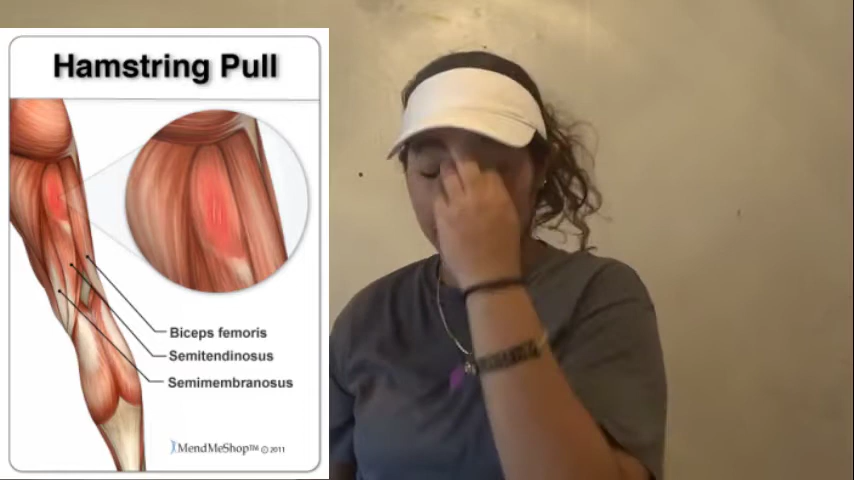 Hamstring Pull
Biceps femoris
Semitendinosus
Semimembranosus
MendMeShop™ © 2011